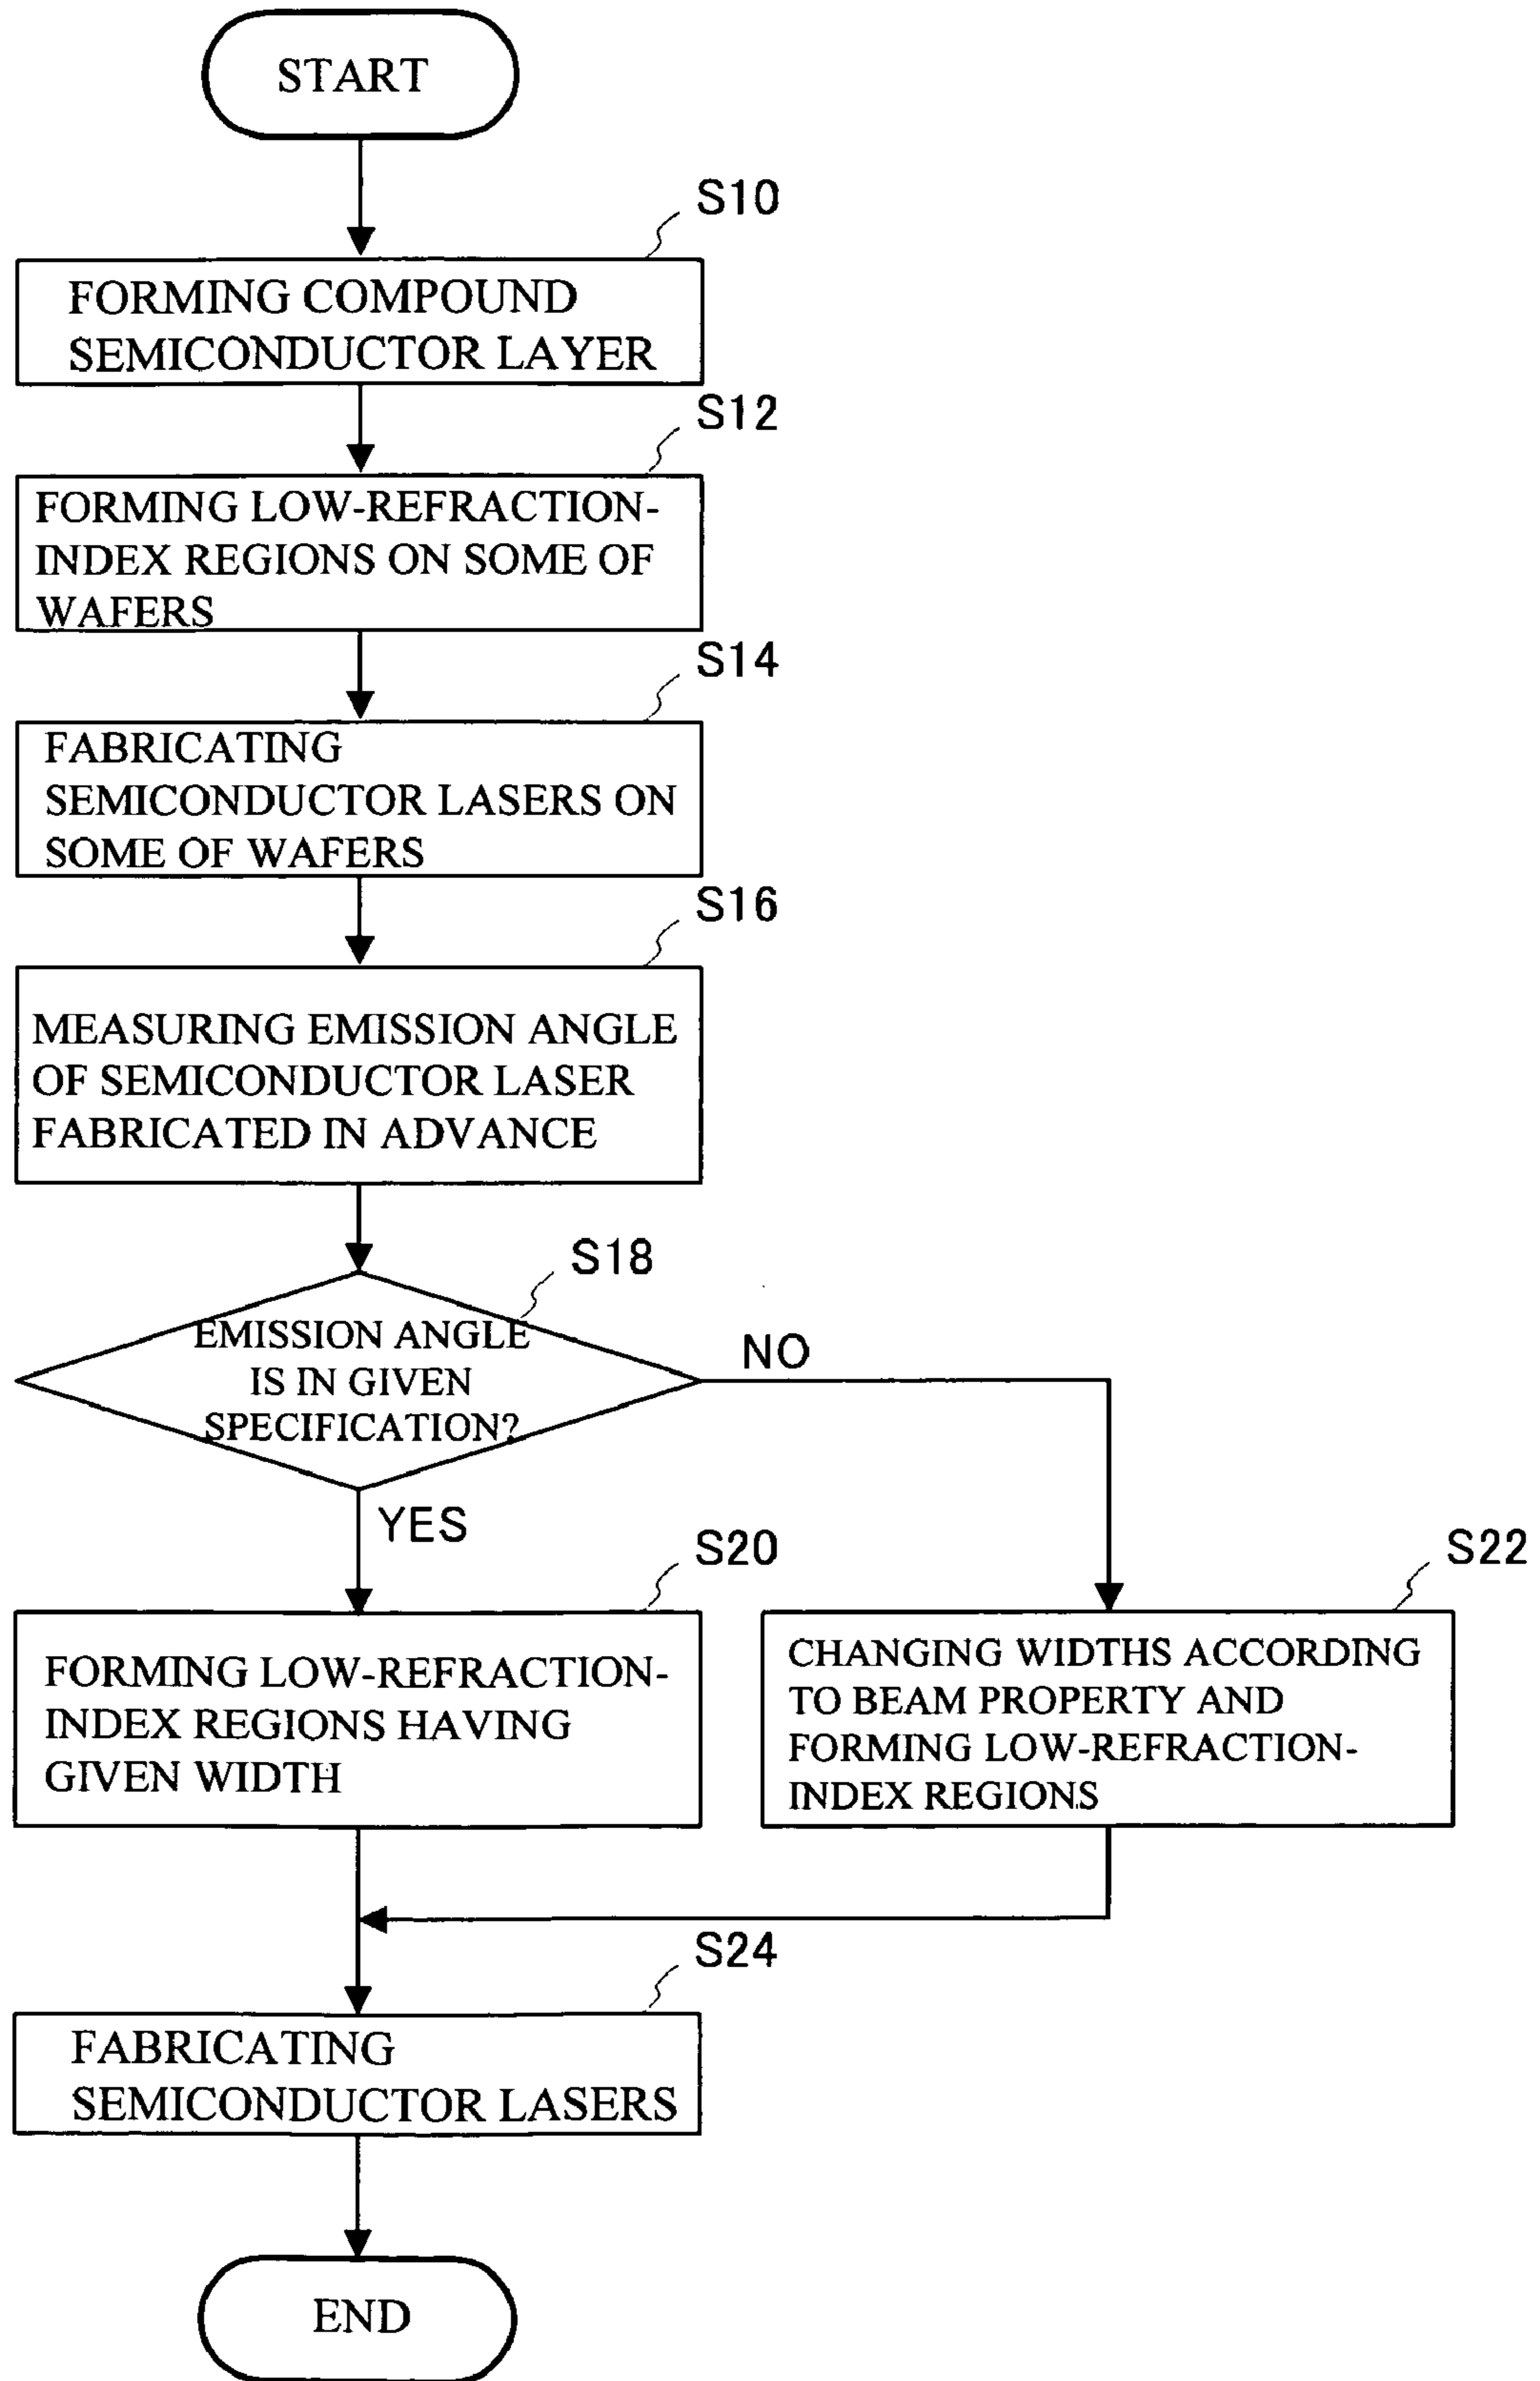 START
S10
FORMING COMPOUND
SEMICONDUCTOR LAYER
S12
FORMING LOW-REFRACTION-
INDEX REGIONS ON SOME OF
WAFERS
S14
FABRICATING
SEMICONDUCTOR LASERS ON
SOME OF WAFERS
S16
MEASURING EMISSION ANGLE
OF SEMICONDUCTOR LASER
FABRICATED IN ADVANCE
S18
EMISSION ANGLE
IS IN GIVEN
SPECIFICATION?
NO
YES
S20
FORMING LOW-REFRACTION-
INDEX REGIONS HAVING
GIVEN WIDTH
S22
CHANGING WIDTHS ACCORDING
TO BEAM PROPERTY AND
FORMING LOW-REFRACTION-
INDEX REGIONS
S24
FABRICATING
SEMICONDUCTOR LASERS
END